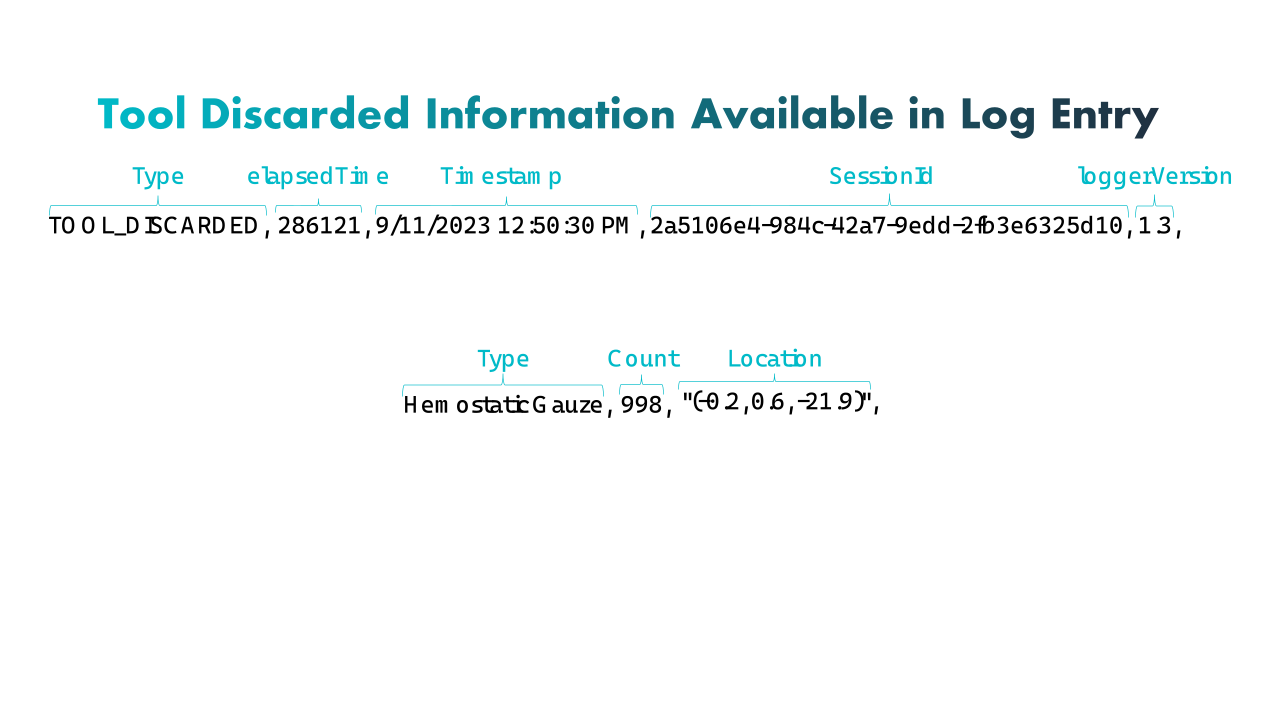 Tool Discarded Information Available in Log Entry
Type elapsedTime Timestamp SessionId loggerVersion
TOOL_DISCARDED,286121,9/11/2023 12:50:30 PM,2a5106e4-984c-42a7-9edd-2fb3e6325d10,1.3,
Type Count Location
HemostaticGauze,998,"(-0.2,0.6,-21.9)",